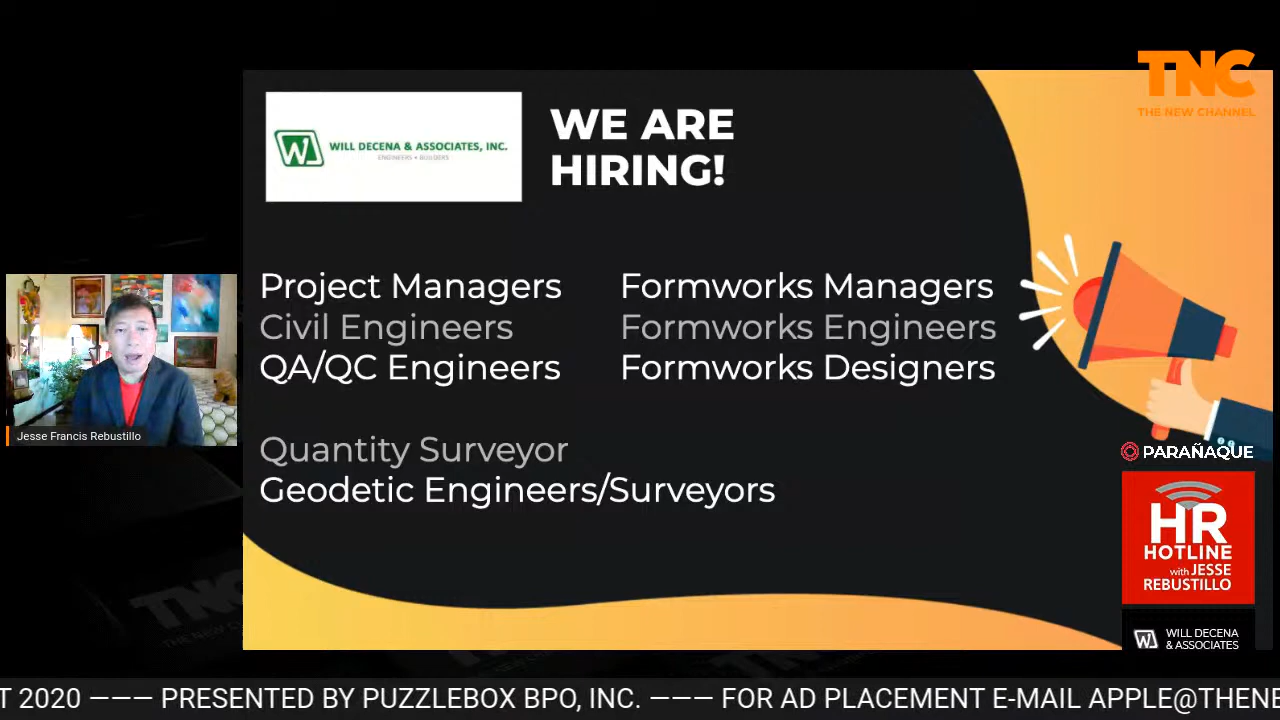 TNC
THE NEW CHANNEL
W
WILL DECENA & ASSOCIATES, INC.
ENGINEERS • BUILDERS
WE ARE
HIRING!
Project Managers
Civil Engineers
QA/QC Engineers
Quantity Surveyor
Geodetic Engineers/Surveyors
Formworks Managers
Formworks Engineers
Formworks Designers
Jesse Francis Rebustillo
PARAÑAQUE
HR
HOTLINE
with JESSE
REBUSTILLO
WILL DECENA
& ASSOCIATES
TNC
T 2020 ——— PRESENTED BY PUZZLEBOX BPO, INC. ——— FOR AD PLACEMENT E-MAIL APPLE@THENE